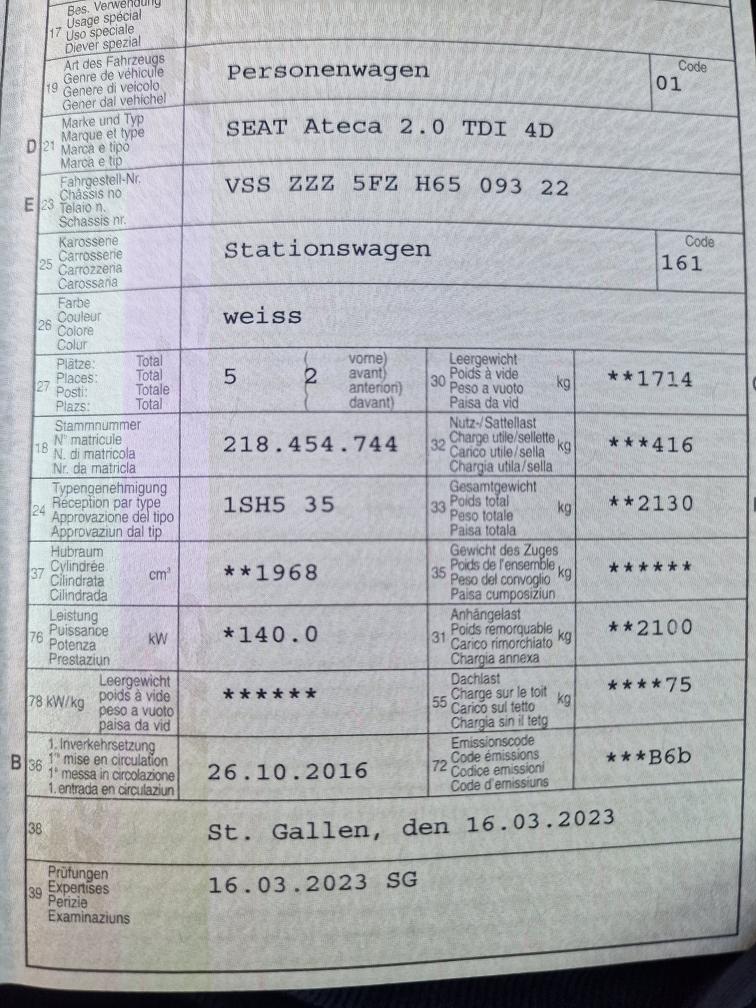 Bes. Verwendung
17 Usage spécial
Uso speciale
Diever spezial
Art des Fahrzeugs
19 Genre de véhicule
Genere di veicolo
Gener dal vehichel
Personenwagen
Code
01
Marke und Typ
D 21 Marque et type
Marca e tipo
Marca e tip
SEAT Ateca 2.0 TDI 4D
Fahrgestell-Nr.
E 23 Châssis no
Telaio n.
Schassis nr.
VSS ZZZ 5FZ H65 093 22
Karosserie
25 Carrosserie
Carrozzeria
Carossaria
Stationswagen
Code
161
Farbe
26 Couleur
Colore
Colur
weiss
Plätze: Total
27 Places: Total
Posti: Totale
Plazs: Total
5 ( 2
vorne)
avant)
anteriori)
davant)
Leergewicht
30 Poids à vide kg
Peso a vuoto
Paisa da vid
**1714
Stammnummer
18 N° matricule
N. di matricola
Nr. da matricla
218.454.744
Nutz-/Sattellast
32 Charge utile/sellette kg
Carico utile/sella
Chargia utila/sella
***416
Typengenehmigung
24 Réception par type
Approvazione del tipo
Approvaziun dal tip
1SH5 35
Gesamtgewicht
33 Poids total kg
Peso totale
Paisa totala
**2130
Hubraum
37 Cylindrée cm³
Cilindrata
Cilindrada
**1968
Gewicht des Zuges
35 Poids de l'ensemble kg
Peso del convoglio
Paisa cumposiziun
******
Leistung
76 Puissance kW
Potenza
Prestaziun
*140.0
Anhängelast
31 Poids remorquable kg
Carico rimorchiato
Chargia annexa
**2100
Leergewicht
78 kW/kg poids à vide
peso a vuoto
paisa da vid
******
Dachlast
55 Charge sur le toit kg
Carico sul tetto
Chargia sin il tetg
****75
1. Inverkehrsetzung
B 36 1re mise en circulation
1a messa in circolazione
1. entrada en circulaziun
26.10.2016
Emissionscode
72 Code émissions
Codice emissioni
Code d'emissiuns
***B6b
38
St. Gallen, den 16.03.2023
Prüfungen
39 Expertises
Perizie
Examinaziuns
16.03.2023 SG